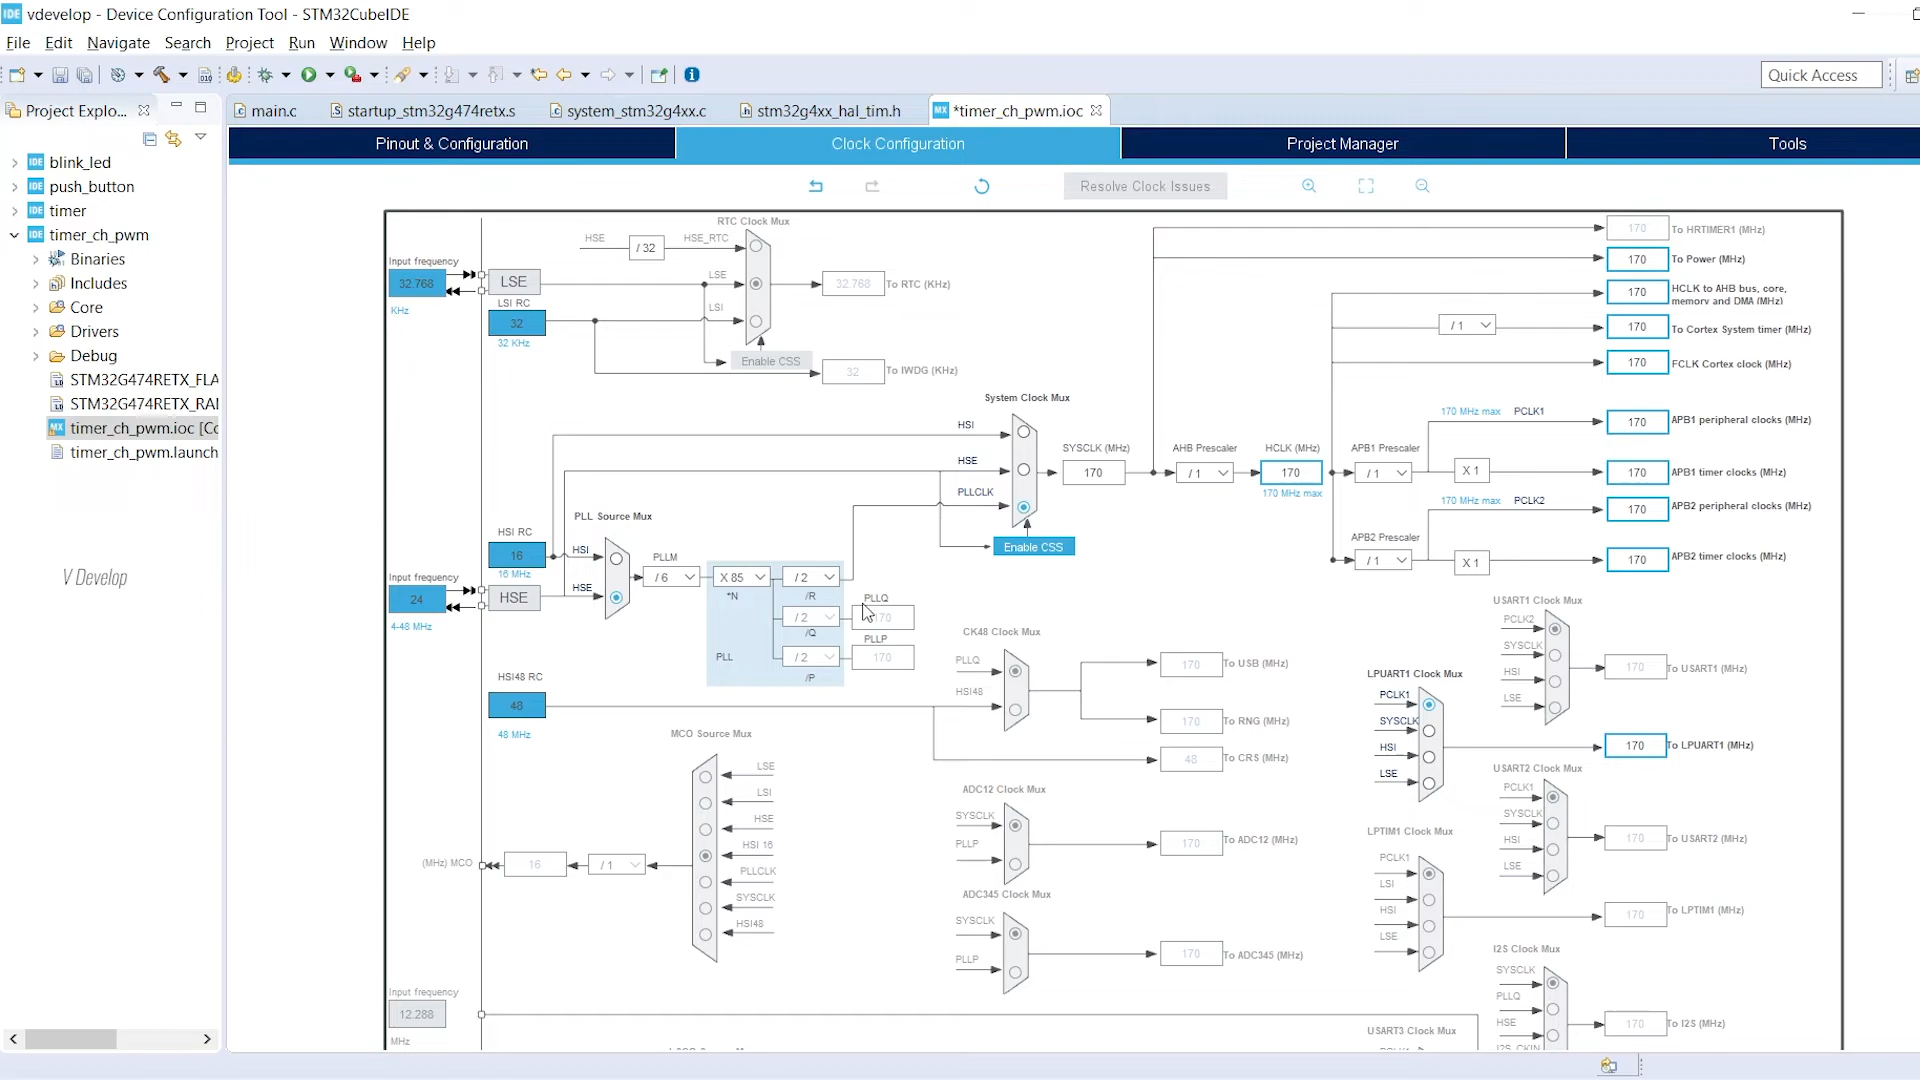 vdevelop - Device Configuration Tool - STM32CubeIDE
File Edit Navigate Search Project Run Window Help
Quick Access
Project Explo...
main.c
startup_stm32g474retx.s
system_stm32g4xx.c
stm32g4xx_hal_tim.h
*timer_ch_pwm.ioc
Pinout & Configuration
Clock Configuration
Project Manager
Tools
Resolve Clock Issues
blink_led
push_button
timer
timer_ch_pwm
Binaries
Includes
Core
Drivers
Debug
STM32G474RETX_FLA
STM32G474RETX_RAI
timer_ch_pwm.ioc [Co
timer_ch_pwm.launch
V Develop
RTC Clock Mux
HSE
/ 32
HSE_RTC
Input frequency
32.768
KHz
LSE
LSE
32.768
To RTC (KHz)
LSI RC
32
32 KHz
LSI
Enable CSS
32
To IWDG (KHz)
System Clock Mux
HSI
HSE
PLLCLK
Enable CSS
SYSCLK (MHz)
170
AHB Prescaler
/ 1
HCLK (MHz)
170
170 MHz max
170
To HRTIMER1 (MHz)
170
To Power (MHz)
170
HCLK to AHB bus, core,
memory and DMA (MHz)
/ 1
170
To Cortex System timer (MHz)
170
FCLK Cortex clock (MHz)
APB1 Prescaler
/ 1
170 MHz max
PCLK1
170
APB1 peripheral clocks (MHz)
X 1
170
APB1 timer clocks (MHz)
170 MHz max
PCLK2
170
APB2 peripheral clocks (MHz)
APB2 Prescaler
/ 1
X 1
170
APB2 timer clocks (MHz)
PLL Source Mux
HSI RC
16
16 MHz
HSI
Input frequency
24
4-48 MHz
HSE
HSE
PLLM
/ 6
X 85
*N
/ 2
/R
/ 2
/Q
/ 2
/P
PLL
PLLQ
170
PLLP
170
HSI48 RC
48
48 MHz
CK48 Clock Mux
PLLQ
HSI48
170
To USB (MHz)
170
To RNG (MHz)
48
To CRS (MHz)
MCO Source Mux
LSE
LSI
HSE
HSI 16
PLLCLK
SYSCLK
HSI48
(MHz) MCO
16
/ 1
ADC12 Clock Mux
SYSCLK
PLLP
170
To ADC12 (MHz)
ADC345 Clock Mux
SYSCLK
PLLP
170
To ADC345 (MHz)
USART1 Clock Mux
PCLK2
SYSCLK
HSI
LSE
170
To USART1 (MHz)
LPUART1 Clock Mux
PCLK1
SYSCLK
HSI
LSE
170
To LPUART1 (MHz)
USART2 Clock Mux
PCLK1
SYSCLK
HSI
LSE
170
To USART2 (MHz)
LPTIM1 Clock Mux
PCLK1
LSI
HSI
LSE
170
To LPTIM1 (MHz)
I2S Clock Mux
SYSCLK
PLLQ
HSE
I2S_CKIN
170
To I2S (MHz)
Input frequency
12.288
MHz
USART3 Clock Mux
PCLK1